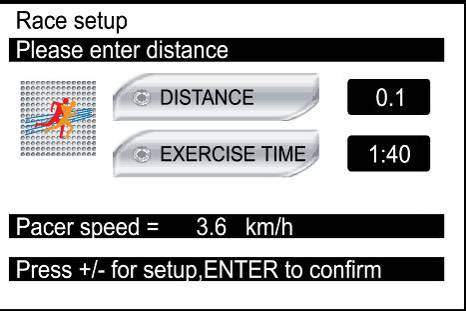 Race setup
Please enter distance
DISTANCE 0.1
EXERCISE TIME 1:40
Pacer speed = 3.6 km/h
Press +/- for setup,ENTER to confirm